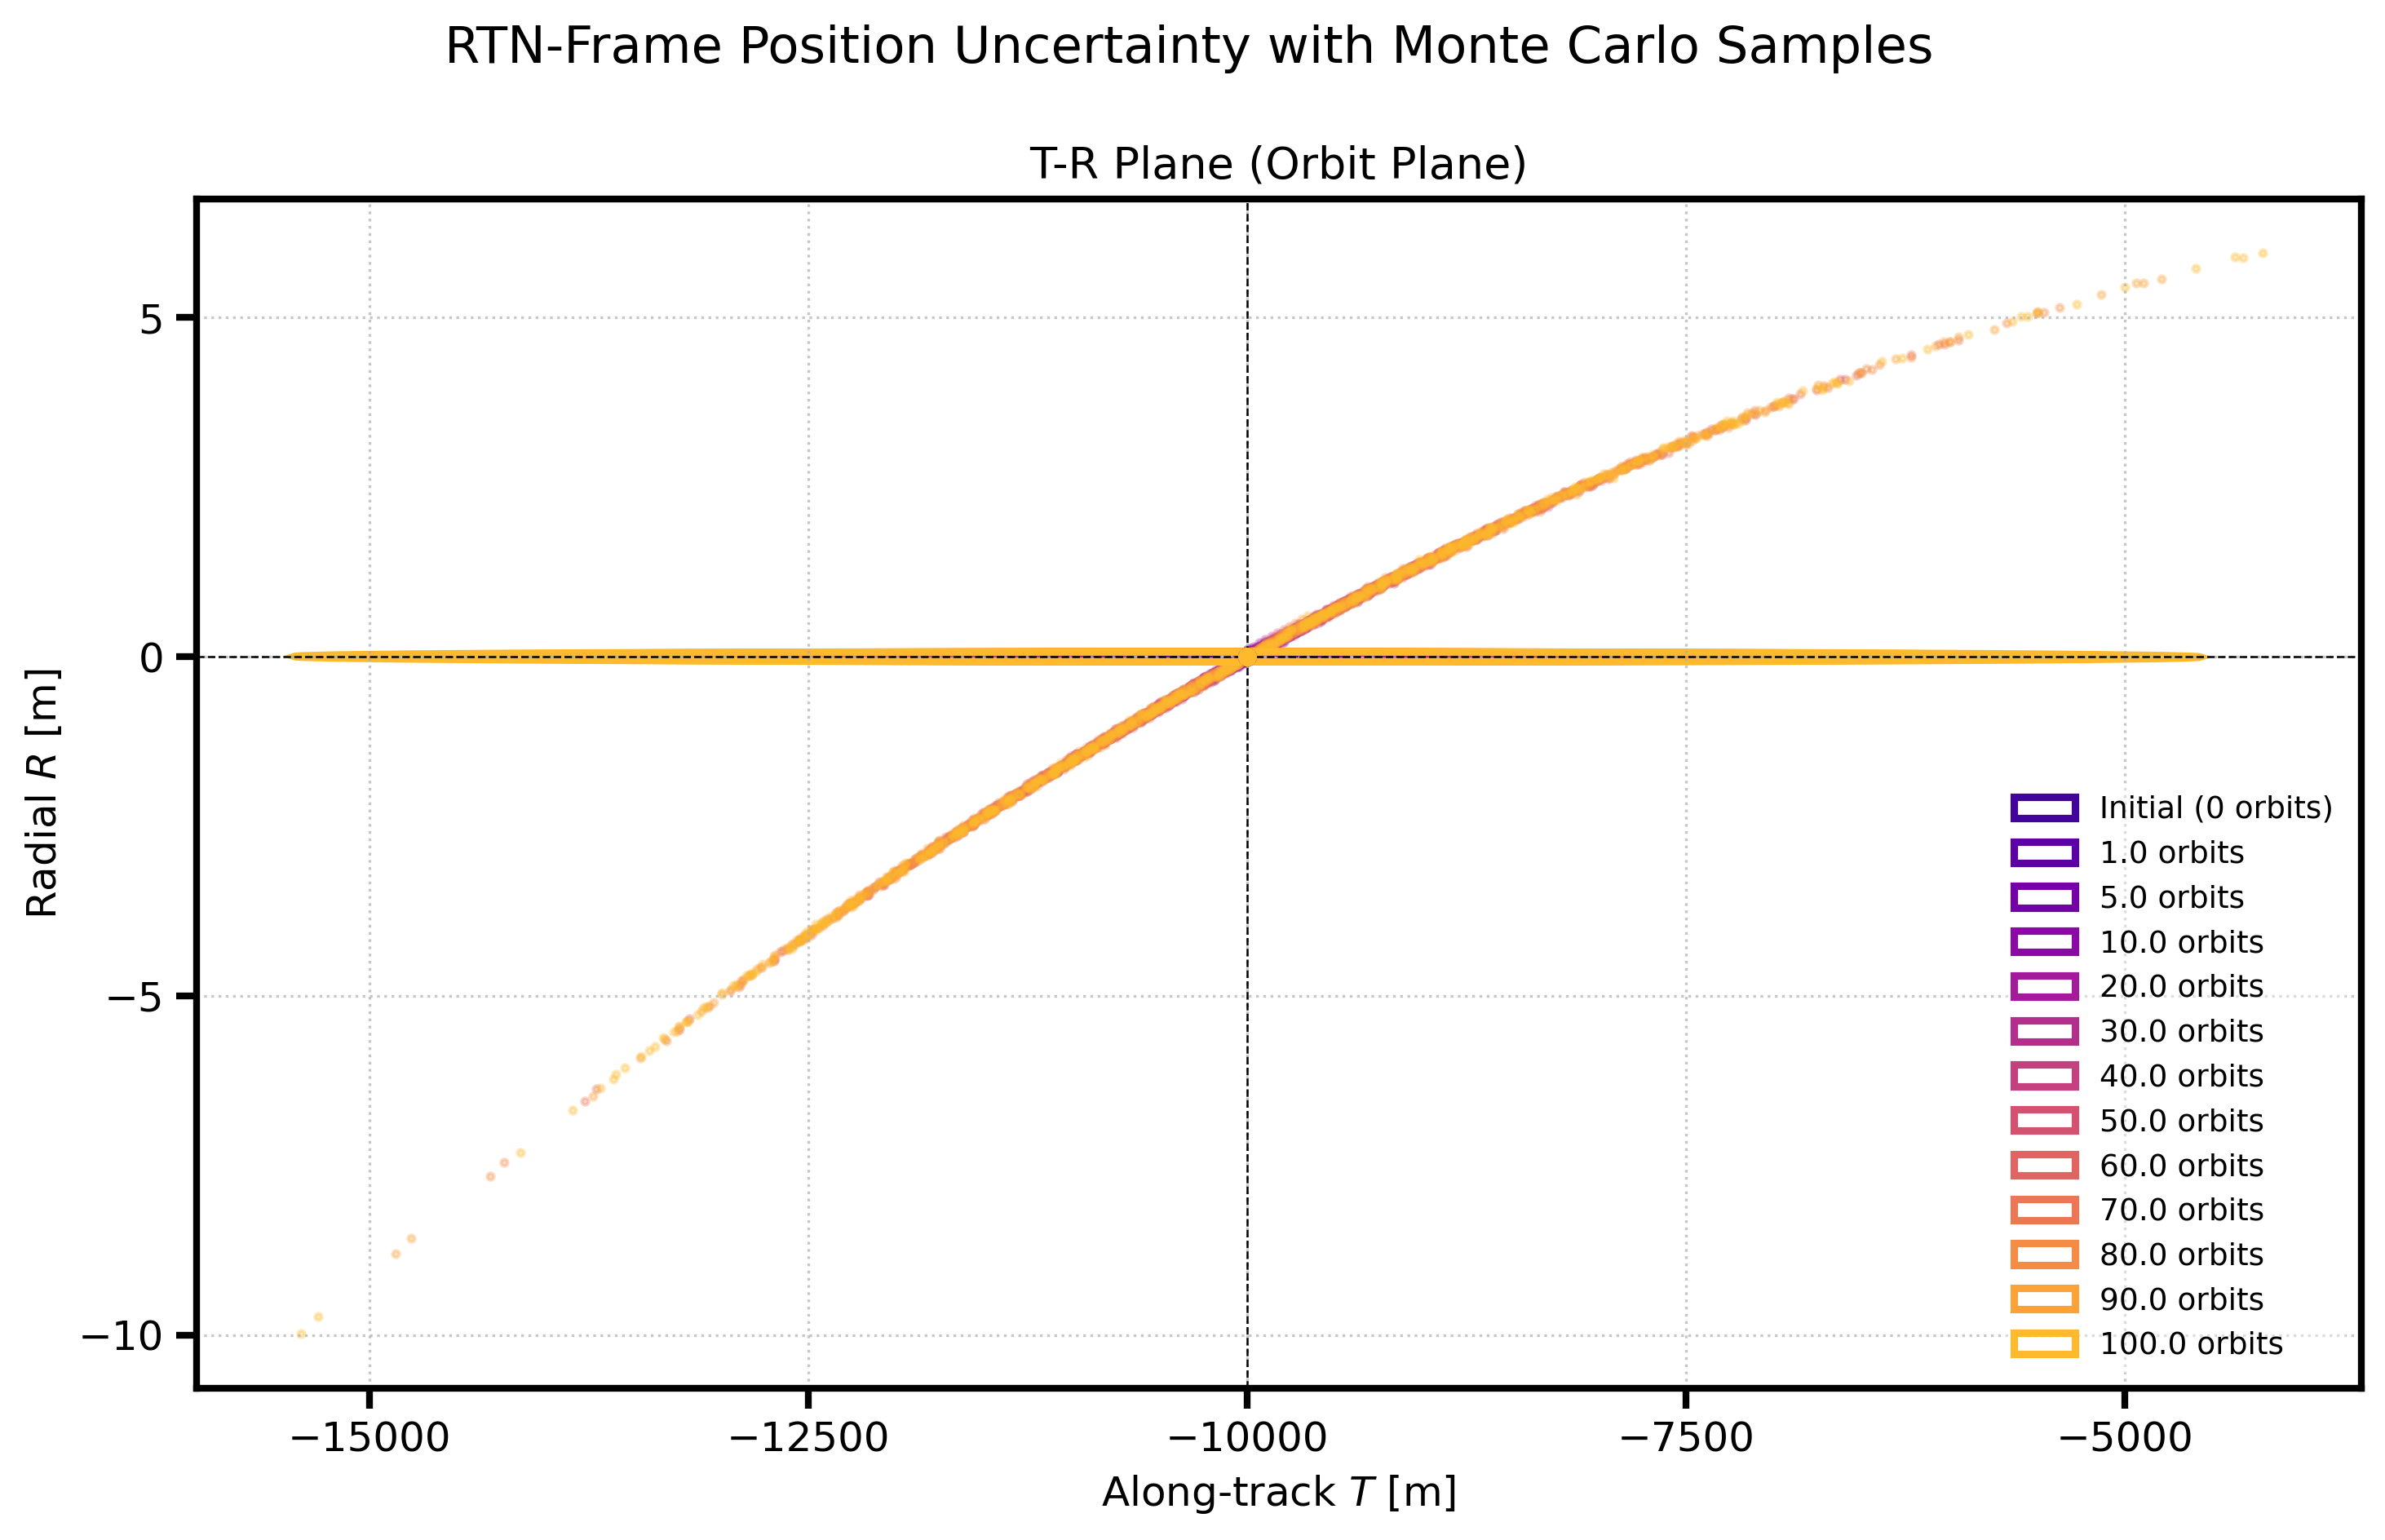 RTN-Frame Position Uncertainty with Monte Carlo Samples
T-R Plane (Orbit Plane)
Radial R [m]
5
0
−5
−10
Initial (0 orbits)
1.0 orbits
5.0 orbits
10.0 orbits
20.0 orbits
30.0 orbits
40.0 orbits
50.0 orbits
60.0 orbits
70.0 orbits
80.0 orbits
90.0 orbits
100.0 orbits
−15000 −12500 −10000 −7500 −5000
Along-track T [m]